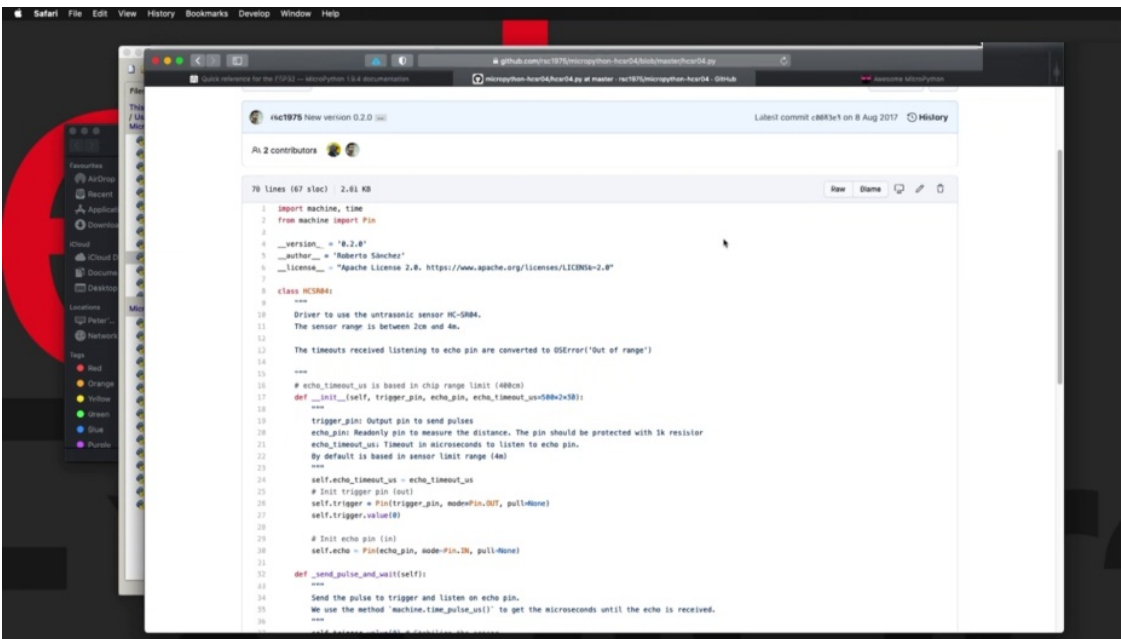 Safari File Edit View History Bookmarks Develop Window Help
github.com/rsc1975/micropython-hcsr04/blob/master/hcsr04.py
Quick reference for the ESP32 — MicroPython 1.9.4 documentation
micropython-hcsr04/hcsr04.py at master · rsc1975/micropython-hcsr04 · GitHub
Awesome MicroPython
File
This
/ Us
Micr
Favourites
AirDrop
Recent
Applicat
Downloa
iCloud
iCloud D
Docume
Desktop
Locations
Peter'...
Network
Tags
Red
Orange
Yellow
Green
Blue
Purple
Micr
rsc1975 New version 0.2.0
Latest commit c0083e3 on 8 Aug 2017 History
2 contributors
70 lines (67 sloc) 2.61 KB
Raw Blame
1 import machine, time
2 from machine import Pin
3
4 __version__ = '0.2.0'
5 __author__ = 'Roberto Sánchez'
6 __license__ = "Apache License 2.0. https://www.apache.org/licenses/LICENSE-2.0"
7
8 class HCSR04:
9 """
10 Driver to use the untrasonic sensor HC-SR04.
11 The sensor range is between 2cm and 4m.
12
13 The timeouts received listening to echo pin are converted to OSError('Out of range')
14
15 """
16 # echo_timeout_us is based in chip range limit (400cm)
17 def __init__(self, trigger_pin, echo_pin, echo_timeout_us=500*2*30):
18 """
19 trigger_pin: Output pin to send pulses
20 echo_pin: Readonly pin to measure the distance. The pin should be protected with 1k resistor
21 echo_timeout_us: Timeout in microseconds to listen to echo pin.
22 By default is based in sensor limit range (4m)
23 """
24 self.echo_timeout_us = echo_timeout_us
25 # Init trigger pin (out)
26 self.trigger = Pin(trigger_pin, mode=Pin.OUT, pull=None)
27 self.trigger.value(0)
28
29 # Init echo pin (in)
30 self.echo = Pin(echo_pin, mode=Pin.IN, pull=None)
31
32 def _send_pulse_and_wait(self):
33 """
34 Send the pulse to trigger and listen on echo pin.
35 We use the method `machine.time_pulse_us()` to get the microseconds until the echo is received.
36 """